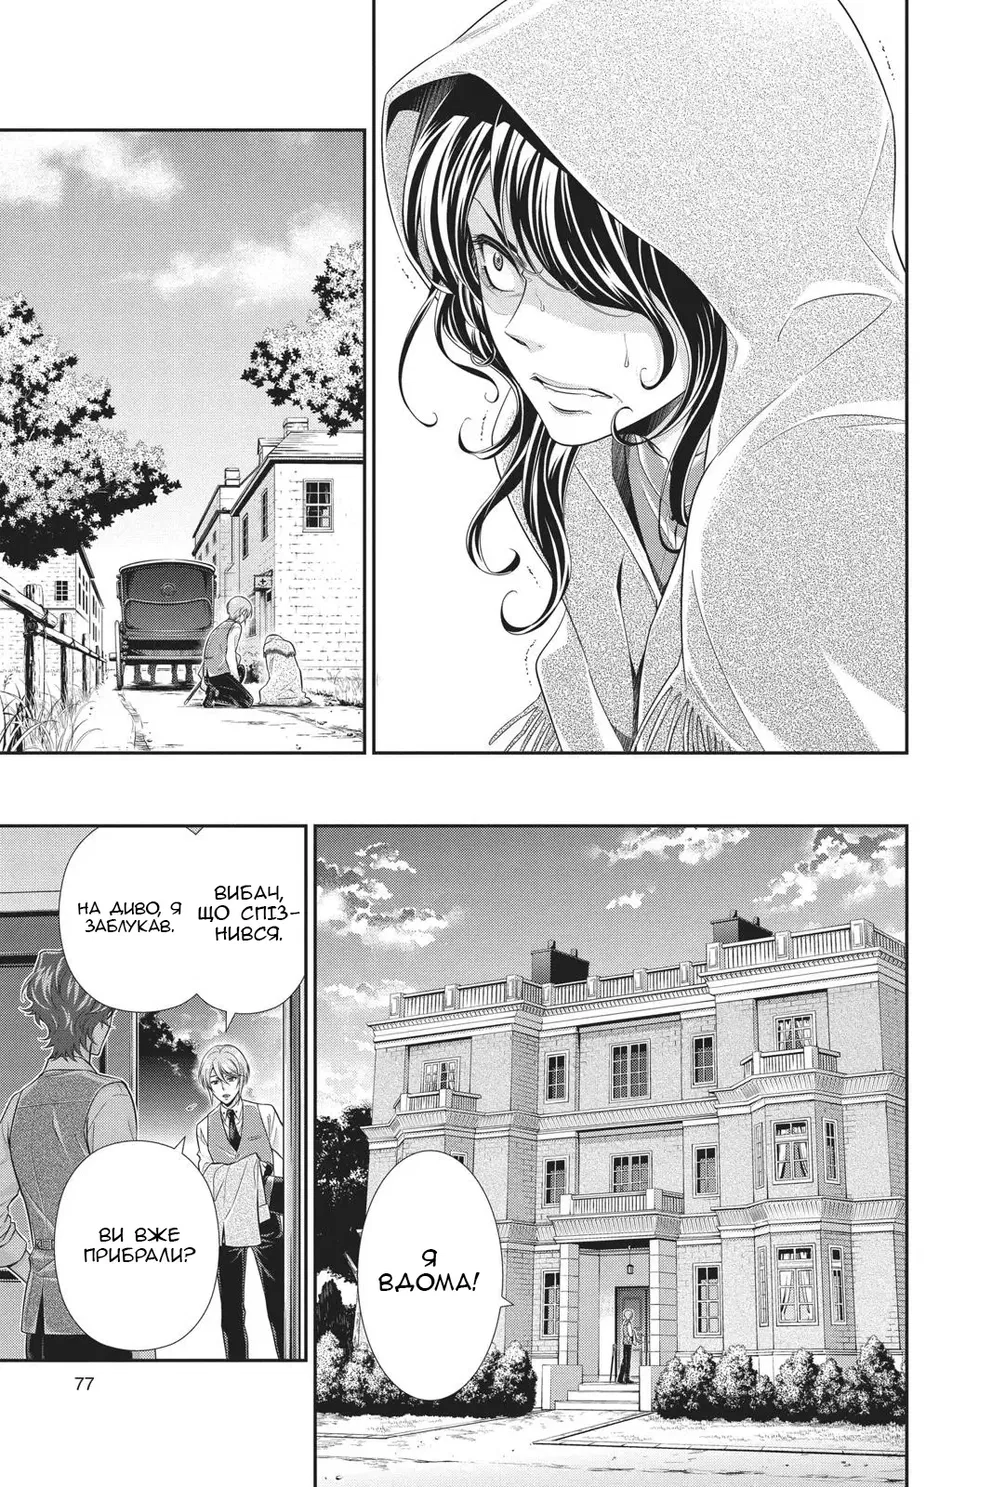 Я
ВДОМА!
ВИБАЧ,
ЩО СПІЗ-
НИВСЯ.
НА ДИВО, Я
ЗАБЛУКАВ.
ВИ ВЖЕ
ПРИБРАЛИ?
77